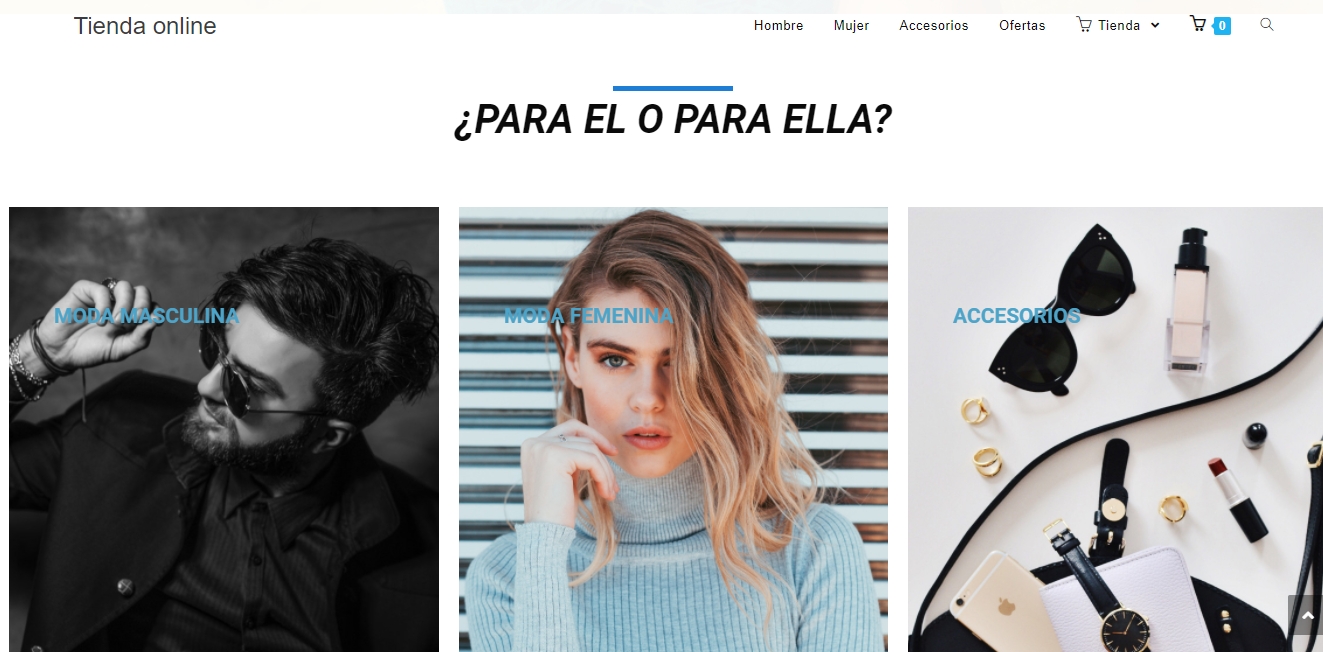 Tienda online
Hombre
Mujer
Accesorios
Ofertas
Tienda
0
¿PARA EL O PARA ELLA?
MODA MASCULINA
MODA FEMENINA
ACCESORIOS